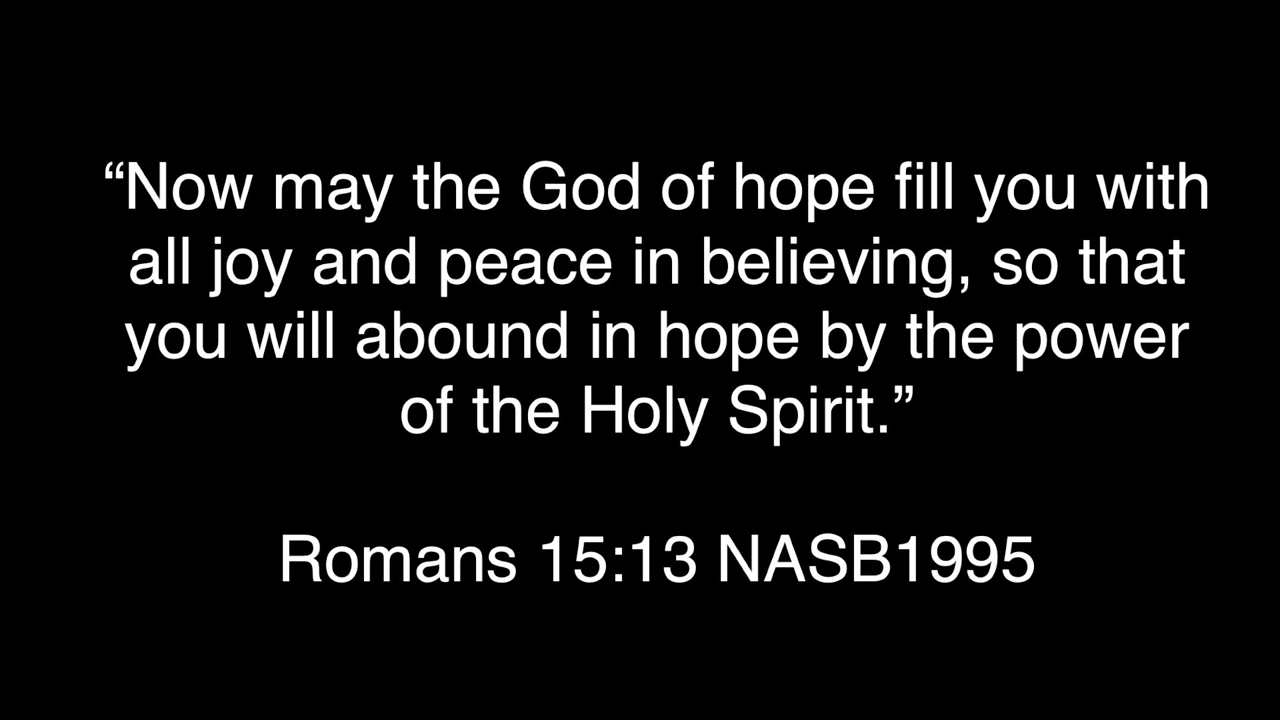 “Now may the God of hope fill you with
all joy and peace in believing, so that
you will abound in hope by the power
of the Holy Spirit.”
Romans 15:13 NASB1995